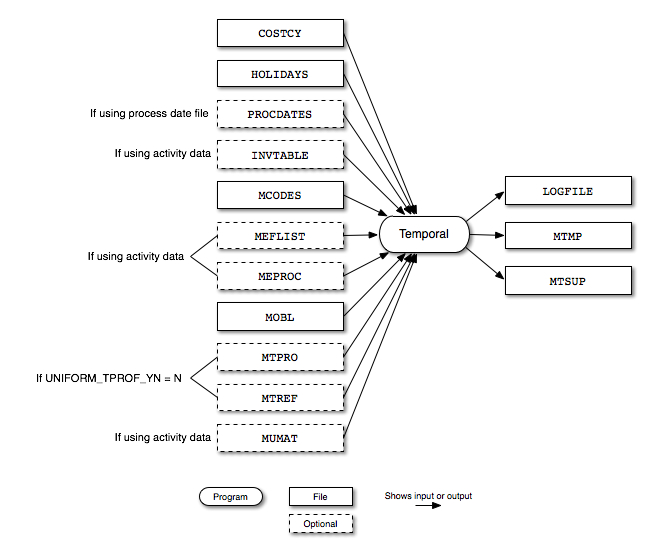 COSTCY
HOLIDAYS
If using process date file
PROCDATES
If using activity data
INVTABLE
MCODES
LOGFILE
MEFLIST
Temporal
MTMP
If using activity data
MEPROC
MTSUP
MOBL
MTPRO
If UNIFORM_TPROF_YN = N
MTREF
If using activity data
MUMAT
Program
File
Shows input or output
Optional